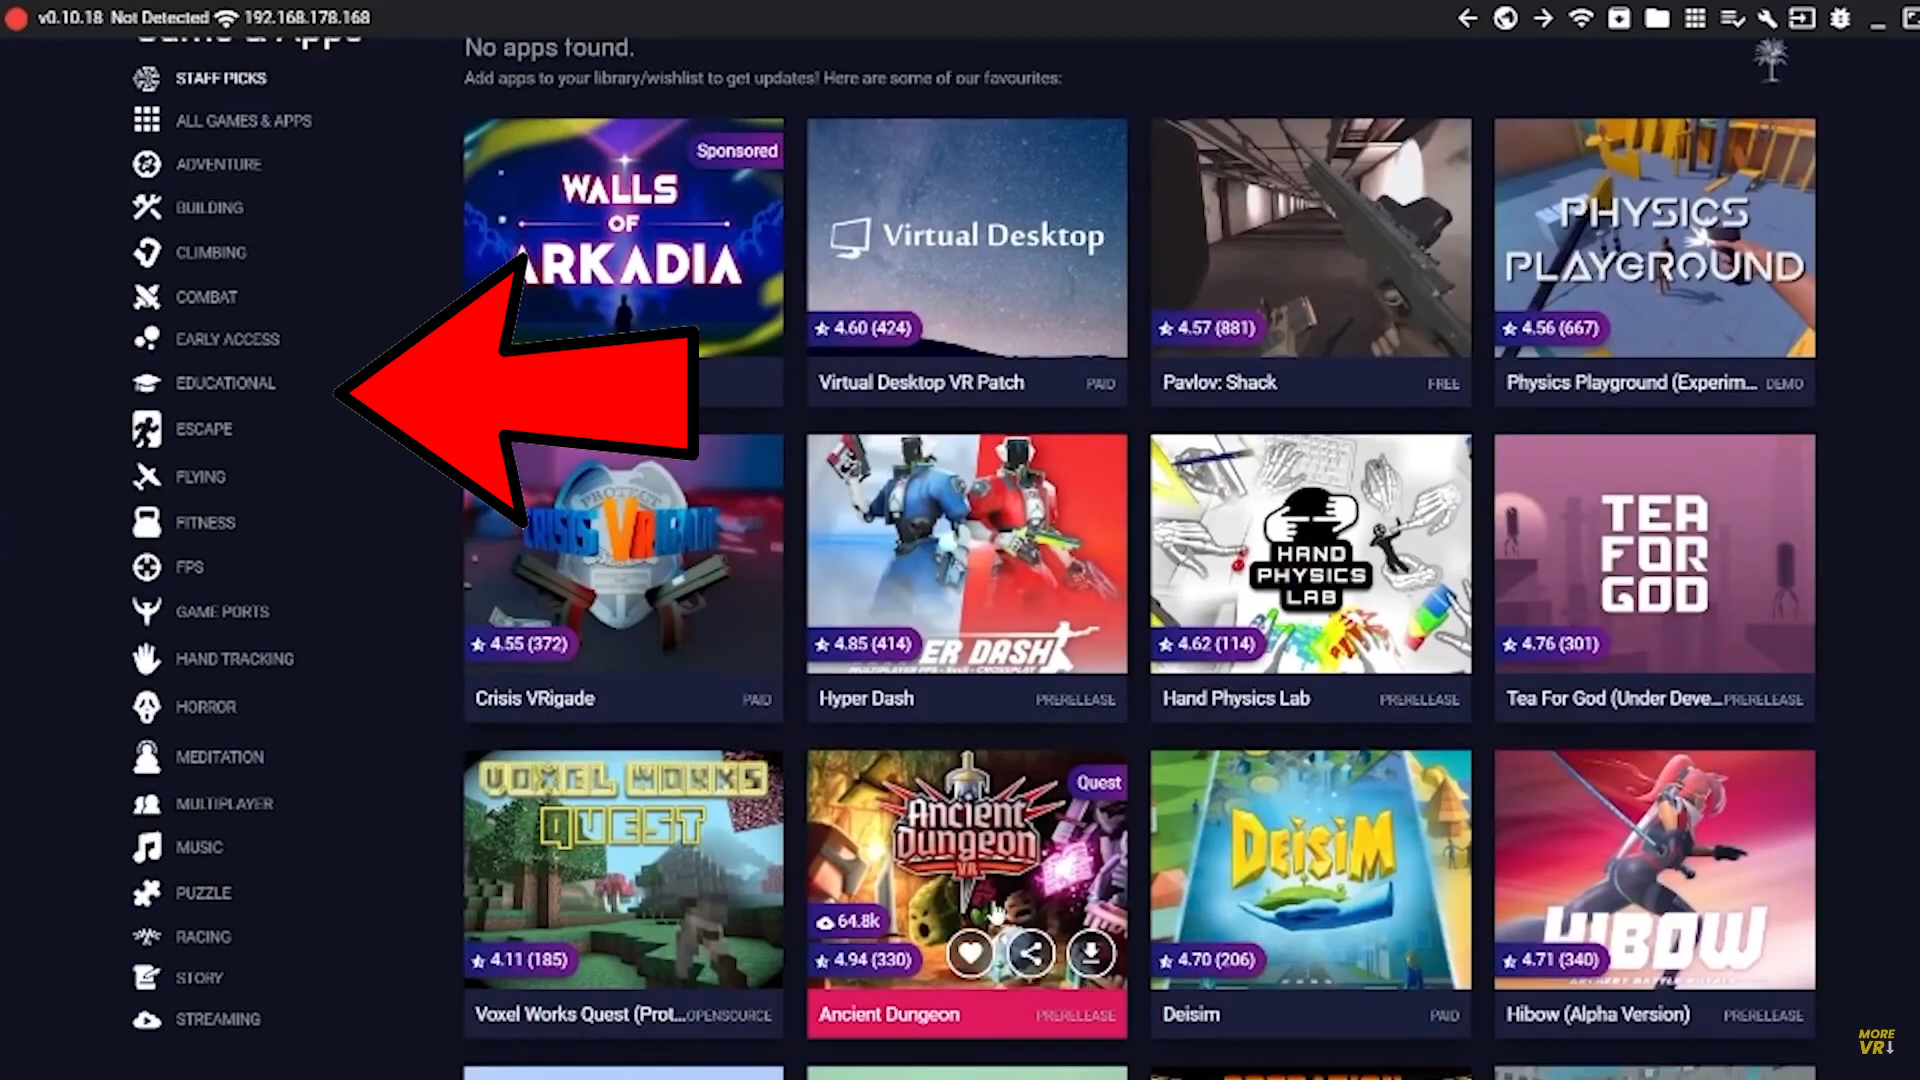 v0.10.18 Not Detected 192.168.178.168
Game & Apps
No apps found.
Add apps to your library/wishlist to get updates! Here are some of our favourites:
STAFF PICKS
ALL GAMES & APPS
ADVENTURE
BUILDING
CLIMBING
COMBAT
EARLY ACCESS
EDUCATIONAL
ESCAPE
FLYING
FITNESS
FPS
GAME PORTS
HAND TRACKING
HORROR
MEDITATION
MULTIPLAYER
MUSIC
PUZZLE
RACING
STORY
STREAMING
Sponsored
WALLS
OF
ARKADIA
Virtual Desktop
4.60 (424)
Virtual Desktop VR Patch PAID
4.57 (881)
Pavlov: Shack FREE
PHYSICS
PLAYGROUND
4.56 (667)
Physics Playground (Experim... DEMO
PROTECT
CRISIS VRIGADE
4.55 (372)
Crisis VRigade PAID
4.85 (414)
ER DASH
Hyper Dash PRERELEASE
HAND
PHYSICS
LAB
4.62 (114)
Hand Physics Lab PRERELEASE
TEA
FOR
GOD
4.76 (301)
Tea For God (Under Deve... PRERELEASE
VOXEL WORKS
QUEST
4.11 (185)
Voxel Works Quest (Prot... OPENSOURCE
Quest
Ancient
Dungeon
VR
64.8k
4.94 (330)
Ancient Dungeon PRERELEASE
DEISIM
4.70 (206)
Deisim PAID
HIBOW
4.71 (340)
Hibow (Alpha Version) PRERELEASE
MORE
VR